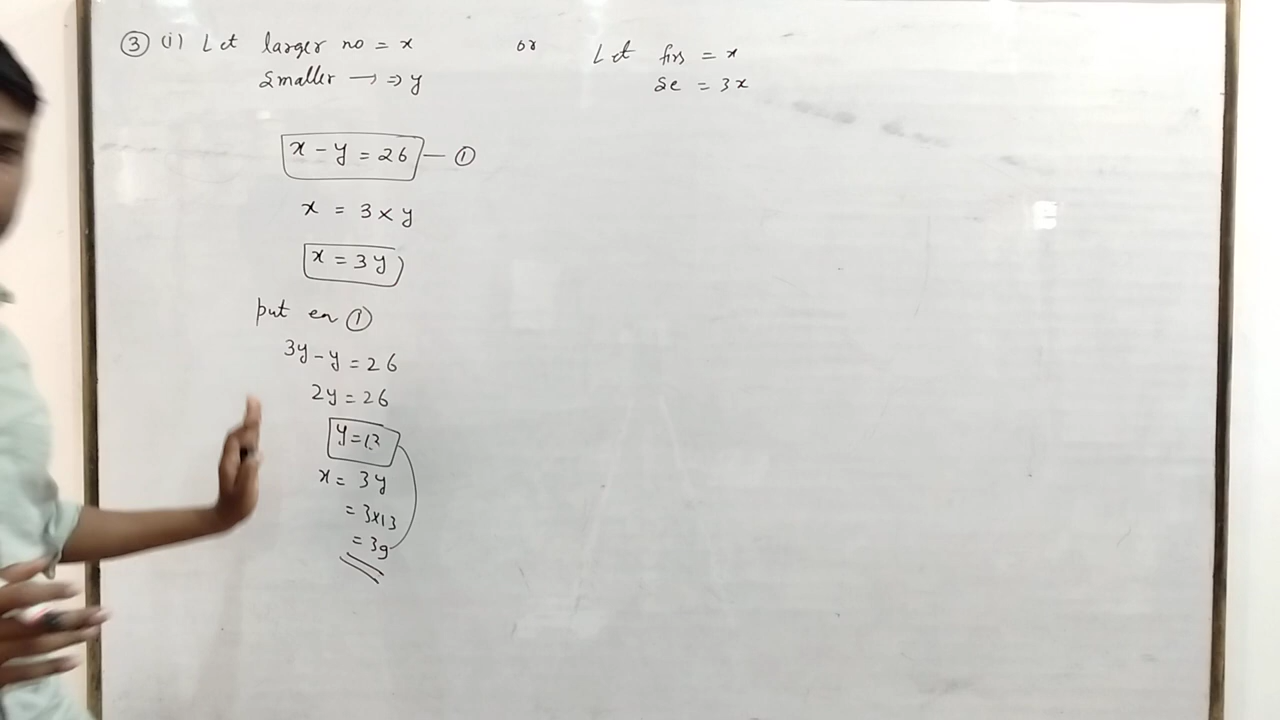 ③ (i) Let larger no = x
Smaller → ⇒ y
x - y = 26 — ①
x = 3 × y
x = 3y
put en ①
3y - y = 26
2y = 26
y = 13
x = 3y
= 3×13
= 39
or
Let firs = x
Se = 3x